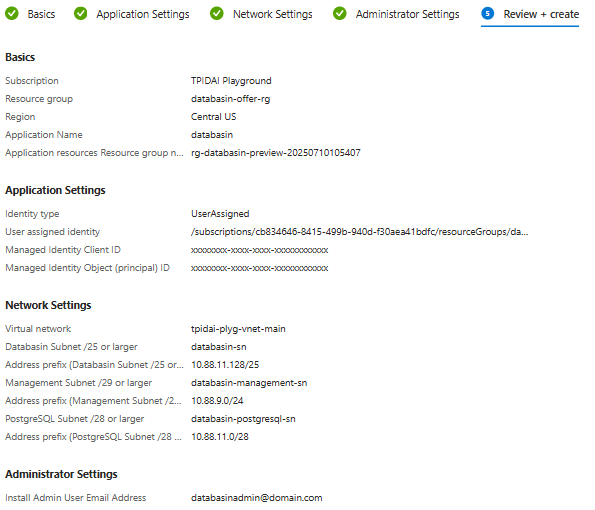 Basics Application Settings Network Settings Administrator Settings 5 Review + create
Basics
Subscription TPIDAI Playground
Resource group databasin-offer-rg
Region Central US
Application Name databasin
Application resources Resource group n... rg-databasin-preview-20250710105407
Application Settings
Identity type UserAssigned
User assigned identity /subscriptions/cb834646-8415-499b-940d-f30aea41bdfc/resourceGroups/da...
Managed Identity Client ID xxxxxxxx-xxxx-xxxx-xxxxxxxxxxxx
Managed Identity Object (principal) ID xxxxxxxx-xxxx-xxxx-xxxxxxxxxxxx
Network Settings
Virtual network tpidai-plyg-vnet-main
Databasin Subnet /25 or larger databasin-sn
Address prefix (Databasin Subnet /25 or... 10.88.11.128/25
Management Subnet /29 or larger databasin-management-sn
Address prefix (Management Subnet /2... 10.88.9.0/24
PostgreSQL Subnet /28 or larger databasin-postgresql-sn
Address prefix (PostgreSQL Subnet /28 ... 10.88.11.0/28
Administrator Settings
Install Admin User Email Address databasinadmin@domain.com